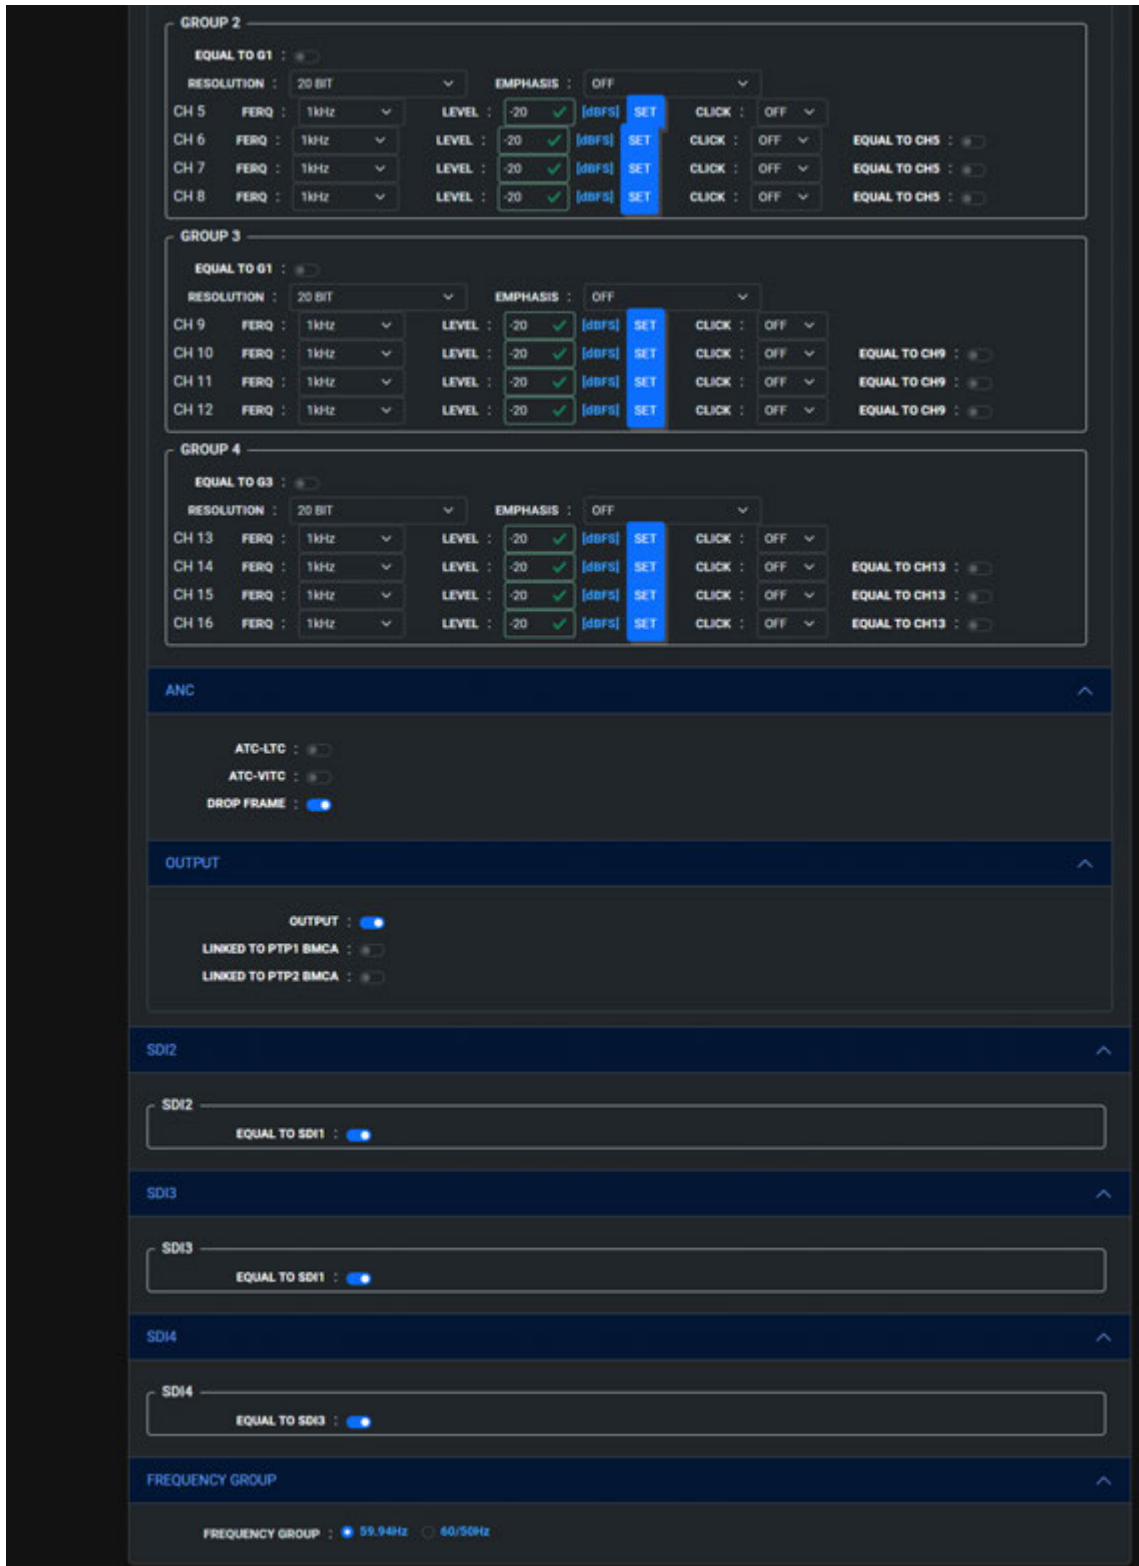 GROUP 2
EQUAL TO G1 :
RESOLUTION : 20 BIT EMPHASIS : OFF
CH 5 FERQ : 1kHz LEVEL : -20 [dBFS] SET CLICK : OFF
CH 6 FERQ : 1kHz LEVEL : -20 [dBFS] SET CLICK : OFF EQUAL TO CH5 :
CH 7 FERQ : 1kHz LEVEL : -20 [dBFS] SET CLICK : OFF EQUAL TO CH5 :
CH 8 FERQ : 1kHz LEVEL : -20 [dBFS] SET CLICK : OFF EQUAL TO CH5 :
GROUP 3
EQUAL TO G1 :
RESOLUTION : 20 BIT EMPHASIS : OFF
CH 9 FERQ : 1kHz LEVEL : -20 [dBFS] SET CLICK : OFF
CH 10 FERQ : 1kHz LEVEL : -20 [dBFS] SET CLICK : OFF EQUAL TO CH9 :
CH 11 FERQ : 1kHz LEVEL : -20 [dBFS] SET CLICK : OFF EQUAL TO CH9 :
CH 12 FERQ : 1kHz LEVEL : -20 [dBFS] SET CLICK : OFF EQUAL TO CH9 :
GROUP 4
EQUAL TO G3 :
RESOLUTION : 20 BIT EMPHASIS : OFF
CH 13 FERQ : 1kHz LEVEL : -20 [dBFS] SET CLICK : OFF
CH 14 FERQ : 1kHz LEVEL : -20 [dBFS] SET CLICK : OFF EQUAL TO CH13 :
CH 15 FERQ : 1kHz LEVEL : -20 [dBFS] SET CLICK : OFF EQUAL TO CH13 :
CH 16 FERQ : 1kHz LEVEL : -20 [dBFS] SET CLICK : OFF EQUAL TO CH13 :
ANC
ATC-LTC :
ATC-VITC :
DROP FRAME :
OUTPUT
OUTPUT :
LINKED TO PTP1 BMCA :
LINKED TO PTP2 BMCA :
SDI2
SDI2
EQUAL TO SDI1 :
SDI3
SDI3
EQUAL TO SDI1 :
SDI4
SDI4
EQUAL TO SDI3 :
FREQUENCY GROUP
FREQUENCY GROUP : 59.94Hz 60/50Hz